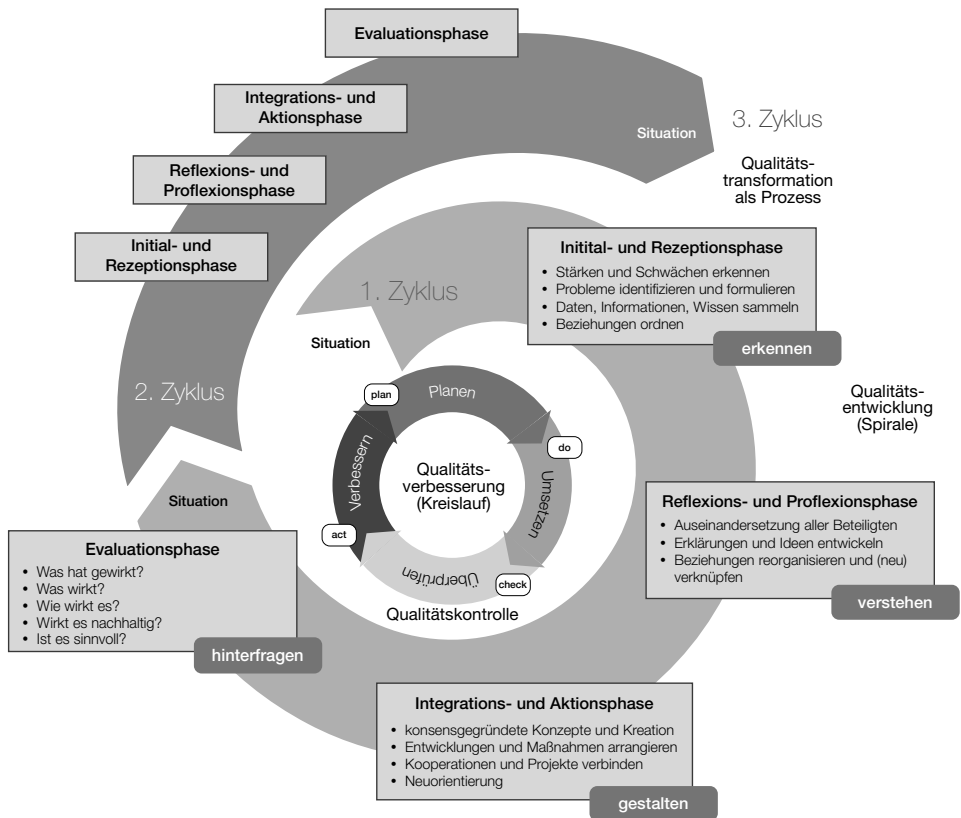 Evaluationsphase
Integrations- und
Aktionsphase
Reflexions- und
Proflexionsphase
Initial- und
Rezeptionsphase
2. Zyklus
Situation
3. Zyklus
Qualitäts-
transformation
als Prozess
1. Zyklus
Situation
Initital- und Rezeptionsphase
• Stärken und Schwächen erkennen
• Probleme identifizieren und formulieren
• Daten, Informationen, Wissen sammeln
• Beziehungen ordnen
erkennen
Qualitäts-
entwicklung
(Spirale)
Reflexions- und Proflexionsphase
• Auseinandersetzung aller Beteiligten
• Erklärungen und Ideen entwickeln
• Beziehungen reorganisieren und (neu)
verknüpfen
verstehen
Integrations- und Aktionsphase
• konsensgegründete Konzepte und Kreation
• Entwicklungen und Maßnahmen arrangieren
• Kooperationen und Projekte verbinden
• Neuorientierung
gestalten
Situation
Evaluationsphase
• Was hat gewirkt?
• Was wirkt?
• Wie wirkt es?
• Wirkt es nachhaltig?
• Ist es sinnvoll?
hinterfragen
plan
Planen
do
Umsetzen
check
Überprüfen
act
Verbessern
Qualitäts-
verbesserung
(Kreislauf)
Qualitätskontrolle